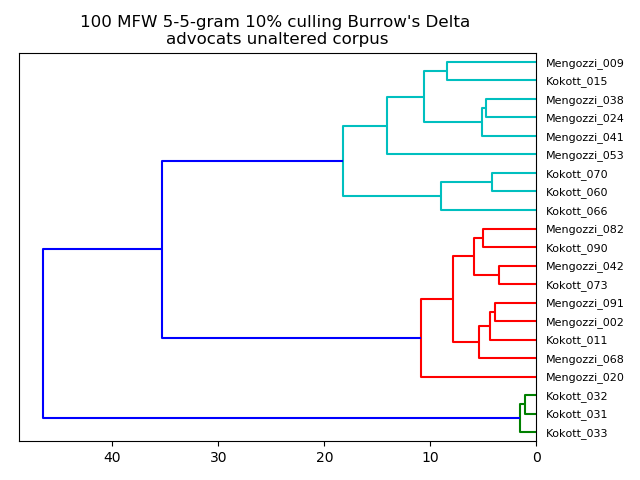 100 MFW 5-5-gram 10% culling Burrow's Delta
advocats unaltered corpus
Mengozzi_009
Kokott_015
Mengozzi_038
Mengozzi_024
Mengozzi_041
Mengozzi_053
Kokott_070
Kokott_060
Kokott_066
Mengozzi_082
Kokott_090
Mengozzi_042
Kokott_073
Mengozzi_091
Mengozzi_002
Kokott_011
Mengozzi_068
Mengozzi_020
Kokott_032
Kokott_031
Kokott_033
40 30 20 10 0